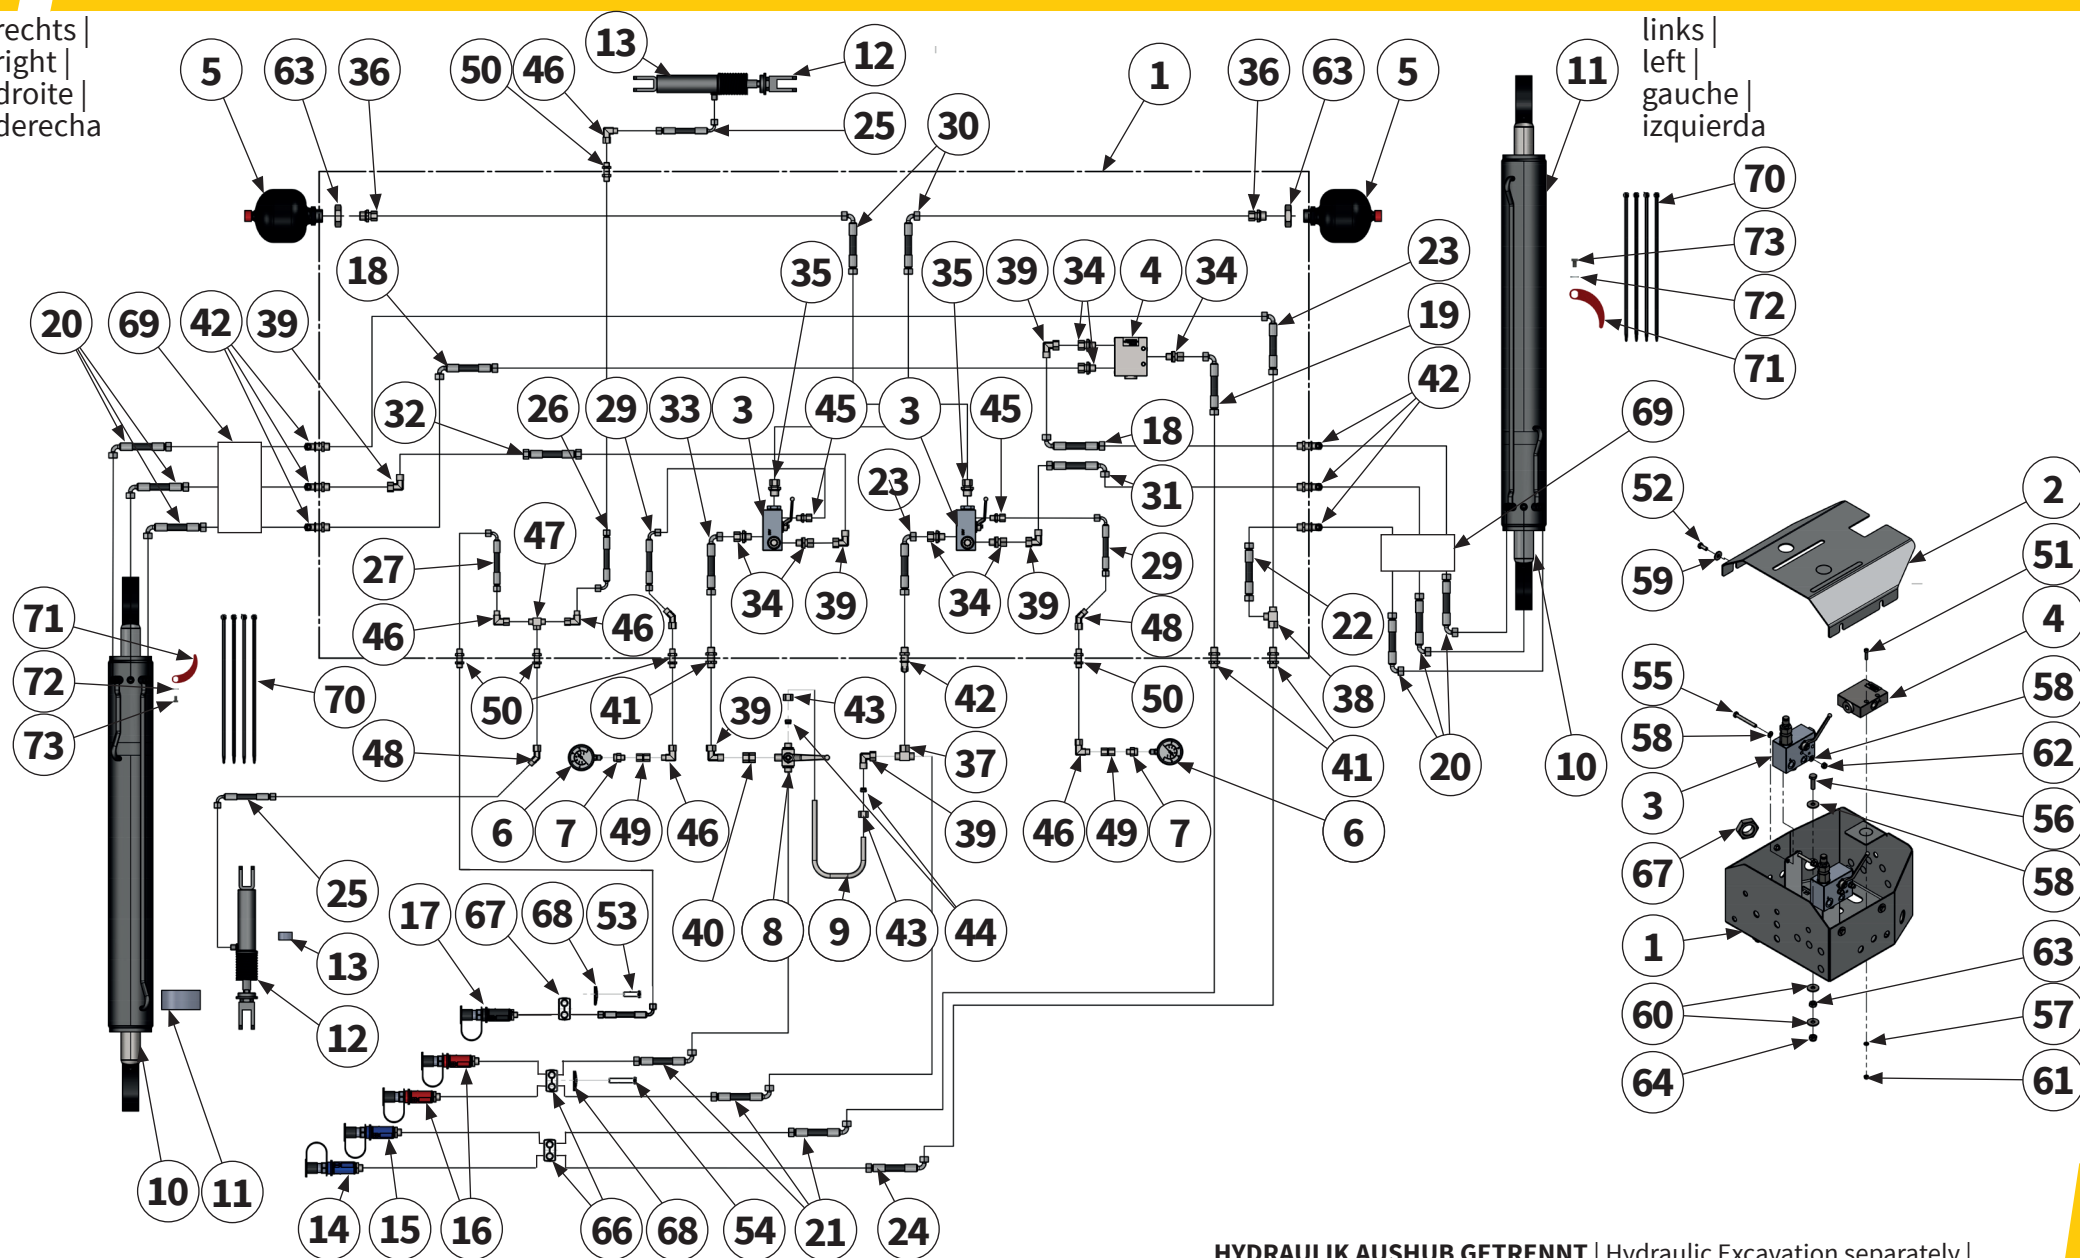 rechts |
right |
droite |
derecha
links |
left |
gauche |
izquierda
5 63 36 50 46 13 12 1 36 63 5 11
25 30 70
18 35 35 39 34 4 34 23 73
20 69 42 39 19 72
71
32 26 29 33 3 45 3 45 18 42 69
23 31 52 2
27 47 29 51
59
34 39 34 39 22 4
71 46 46 48
72 70 50 41 39 43 42 50 38 55 58
73 48 37 41 20 10 58 62
6 7 49 46 39 46 49 7 6 3 56
25 67 58
17 67 68 53 40 8 9 43 44 1 63
13
12 60 57
64 61
10 11
14 15 16 66 68 54 21 24
HYDRAULIK AUSHUB GETRENNT | Hydraulic Excavation separately |